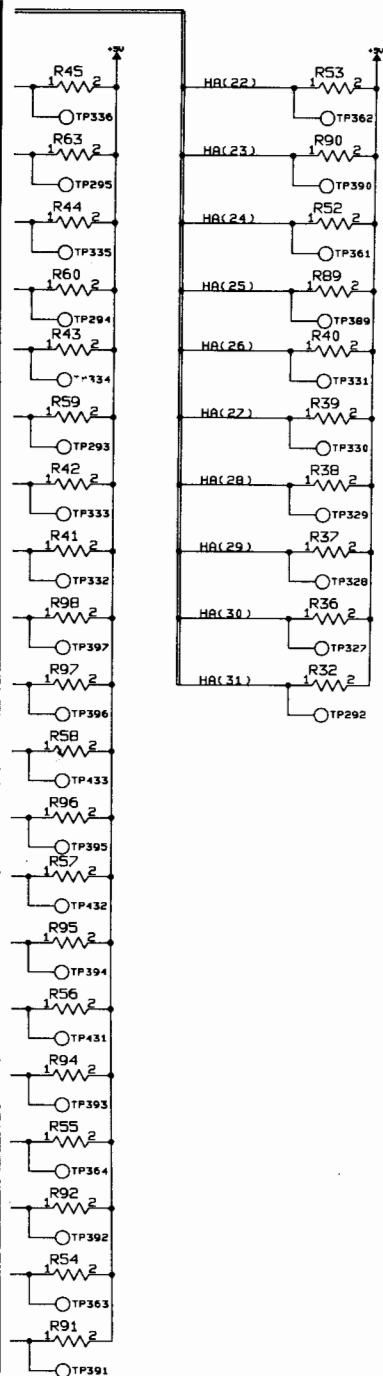 +5V
R45
1 2
TP336
R63
1 2
TP295
R44
1 2
TP335
R60
1 2
TP294
R43
1 2
R59
1 2
TP293
R42
1 2
TP333
R41
1 2
TP332
R98
1 2
TP397
R97
1 2
TP396
R58
1 2
TP433
R96
1 2
TP395
R57
1 2
TP432
R95
1 2
TP394
R56
1 2
TP431
R94
1 2
TP393
R55
1 2
TP364
R92
1 2
TP392
R54
1 2
TP363
R91
1 2
TP391
+5V
HA(22) R53
1 2
TP362
HA(23) R90
1 2
TP390
HA(24) R52
1 2
TP361
HA(25) R89
1 2
TP389
HA(26) R40
1 2
TP331
HA(27) R39
1 2
TP330
HA(28) R38
1 2
TP329
HA(29) R37
1 2
TP328
HA(30) R36
1 2
TP327
HA(31) R32
1 2
TP292